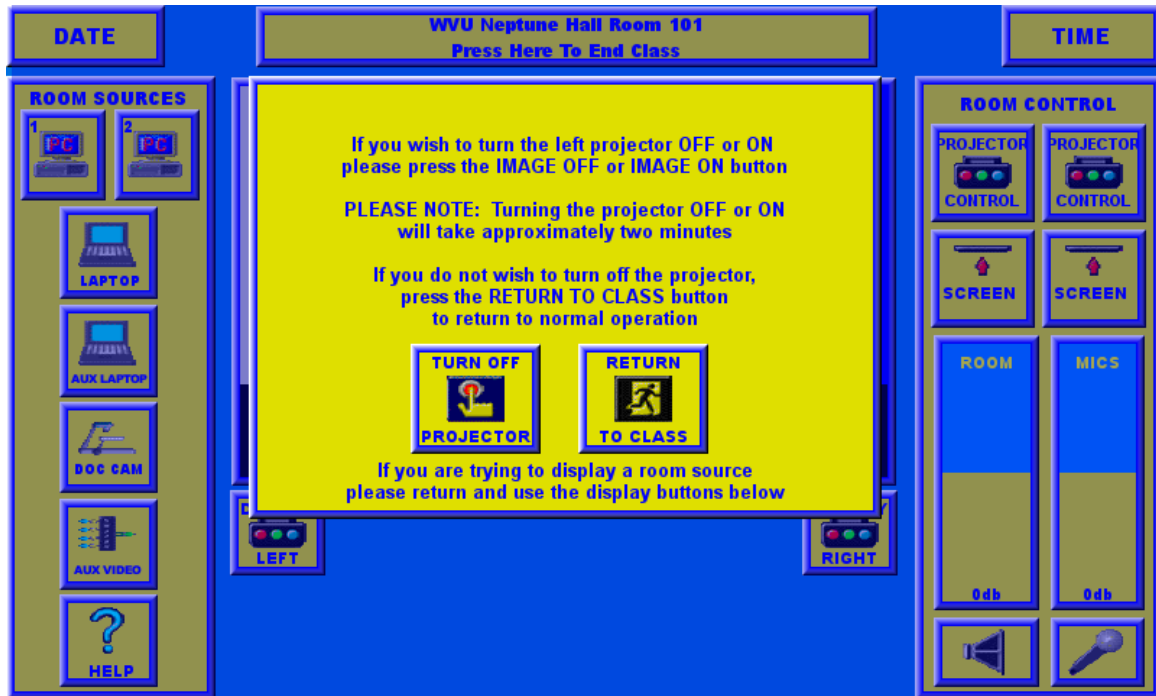 DATE
WVU Neptune Hall Room 101
Press Here To End Class
TIME
ROOM SOURCES
1
PC
2
PC
LAPTOP
AUX LAPTOP
DOC CAM
AUX VIDEO
HELP
If you wish to turn the left projector OFF or ON
please press the IMAGE OFF or IMAGE ON button
PLEASE NOTE: Turning the projector OFF or ON
will take approximately two minutes
If you do not wish to turn off the projector,
press the RETURN TO CLASS button
to return to normal operation
TURN OFF
PROJECTOR
RETURN
TO CLASS
If you are trying to display a room source
please return and use the display buttons below
LEFT
RIGHT
ROOM CONTROL
PROJECTOR
CONTROL
PROJECTOR
CONTROL
SCREEN
SCREEN
ROOM
0db
MICS
0db